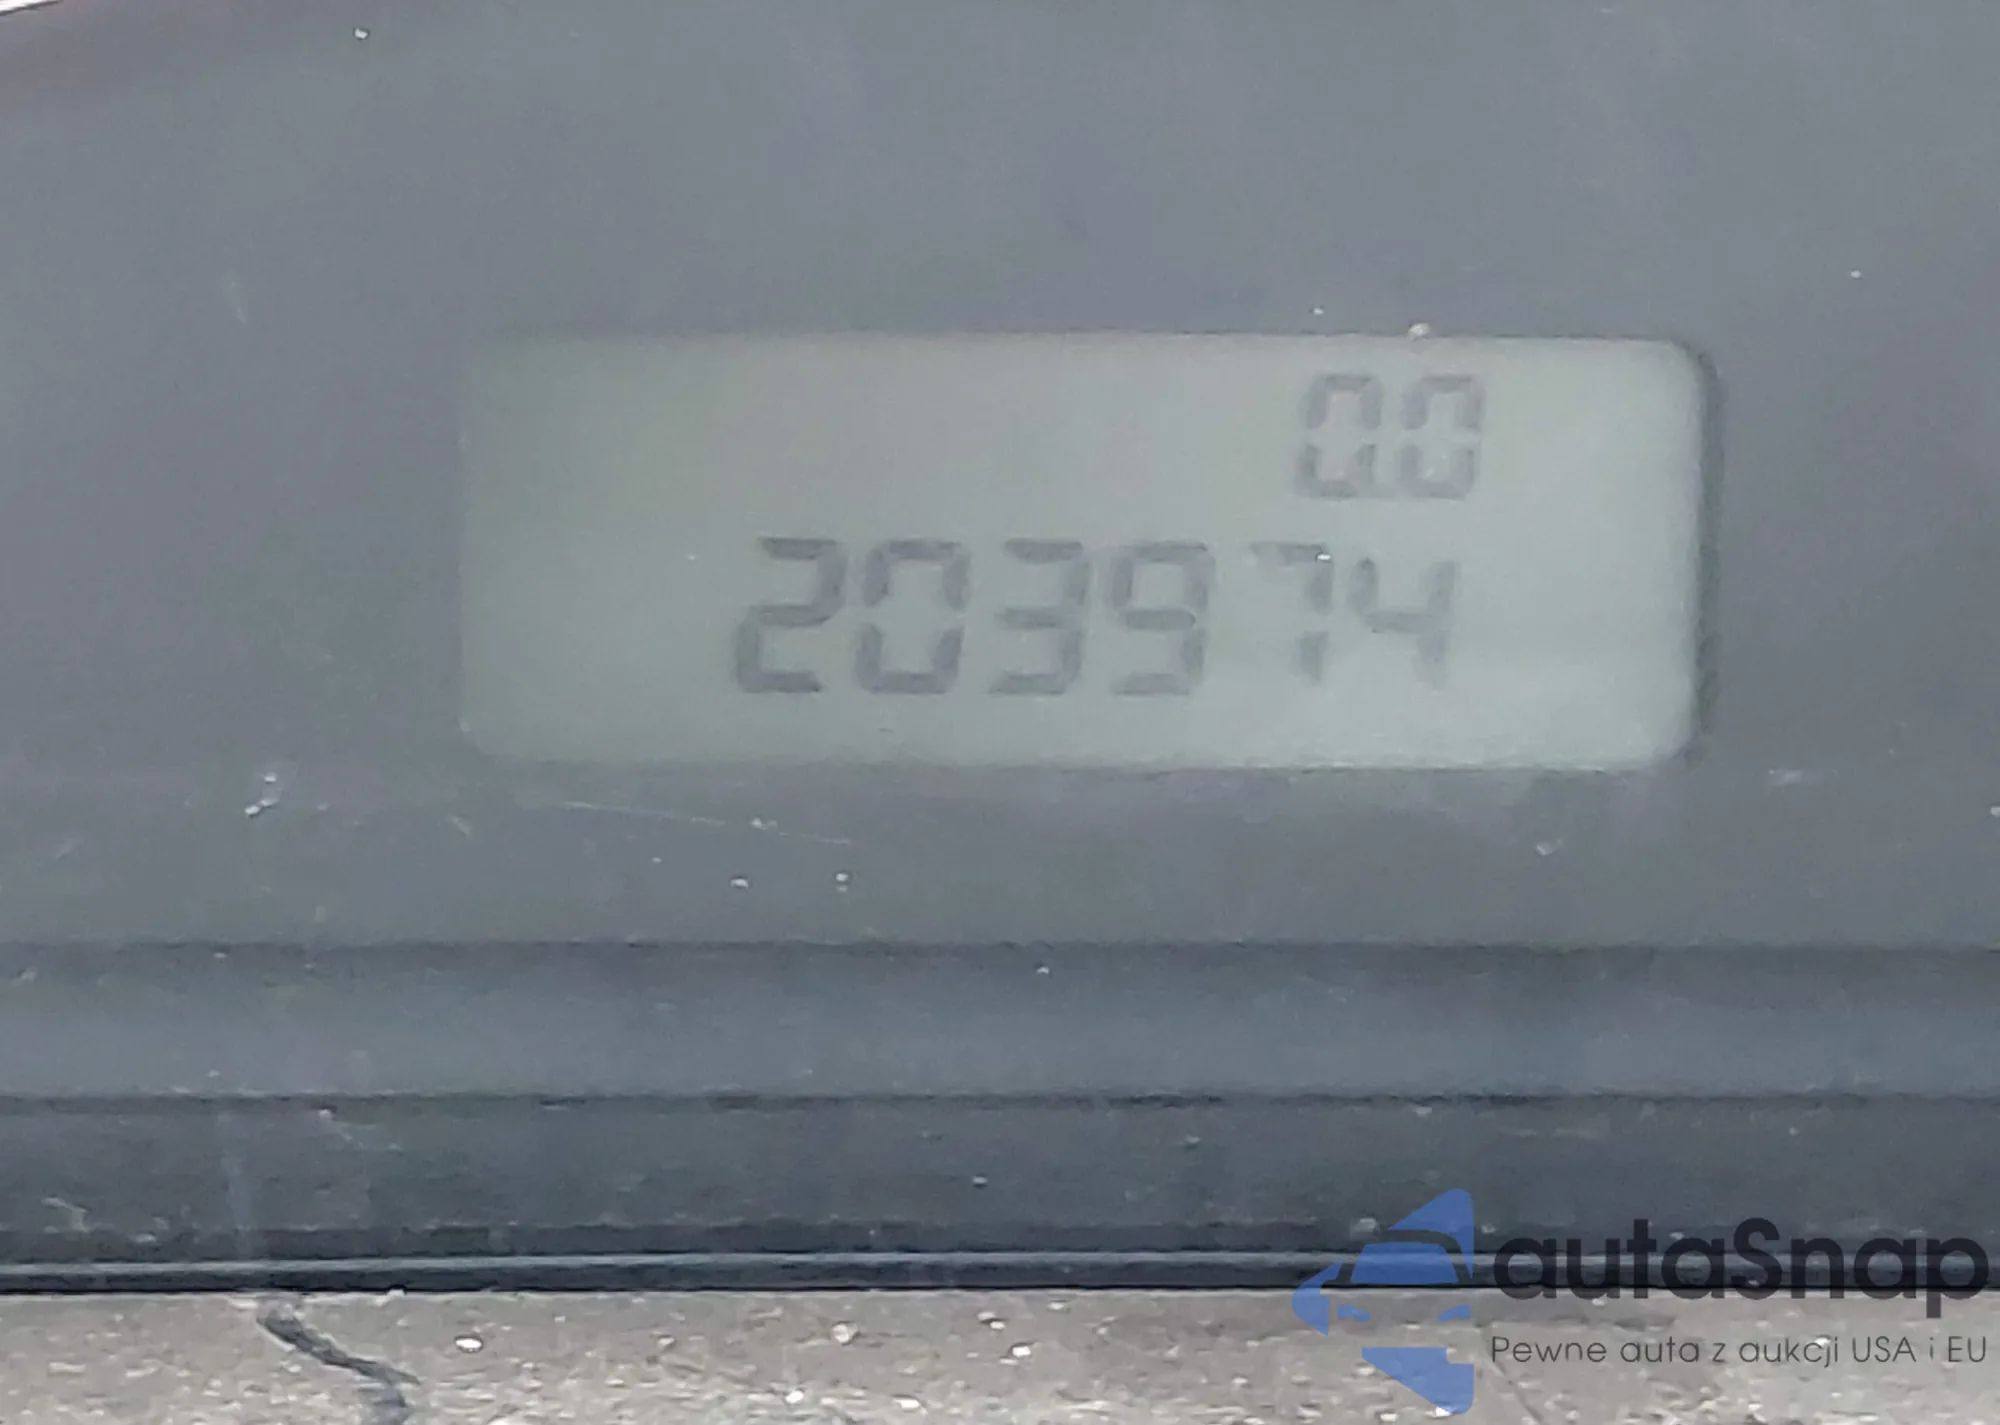 0.0
203974
autaSnap
Pewne auta z aukcji USA i EU